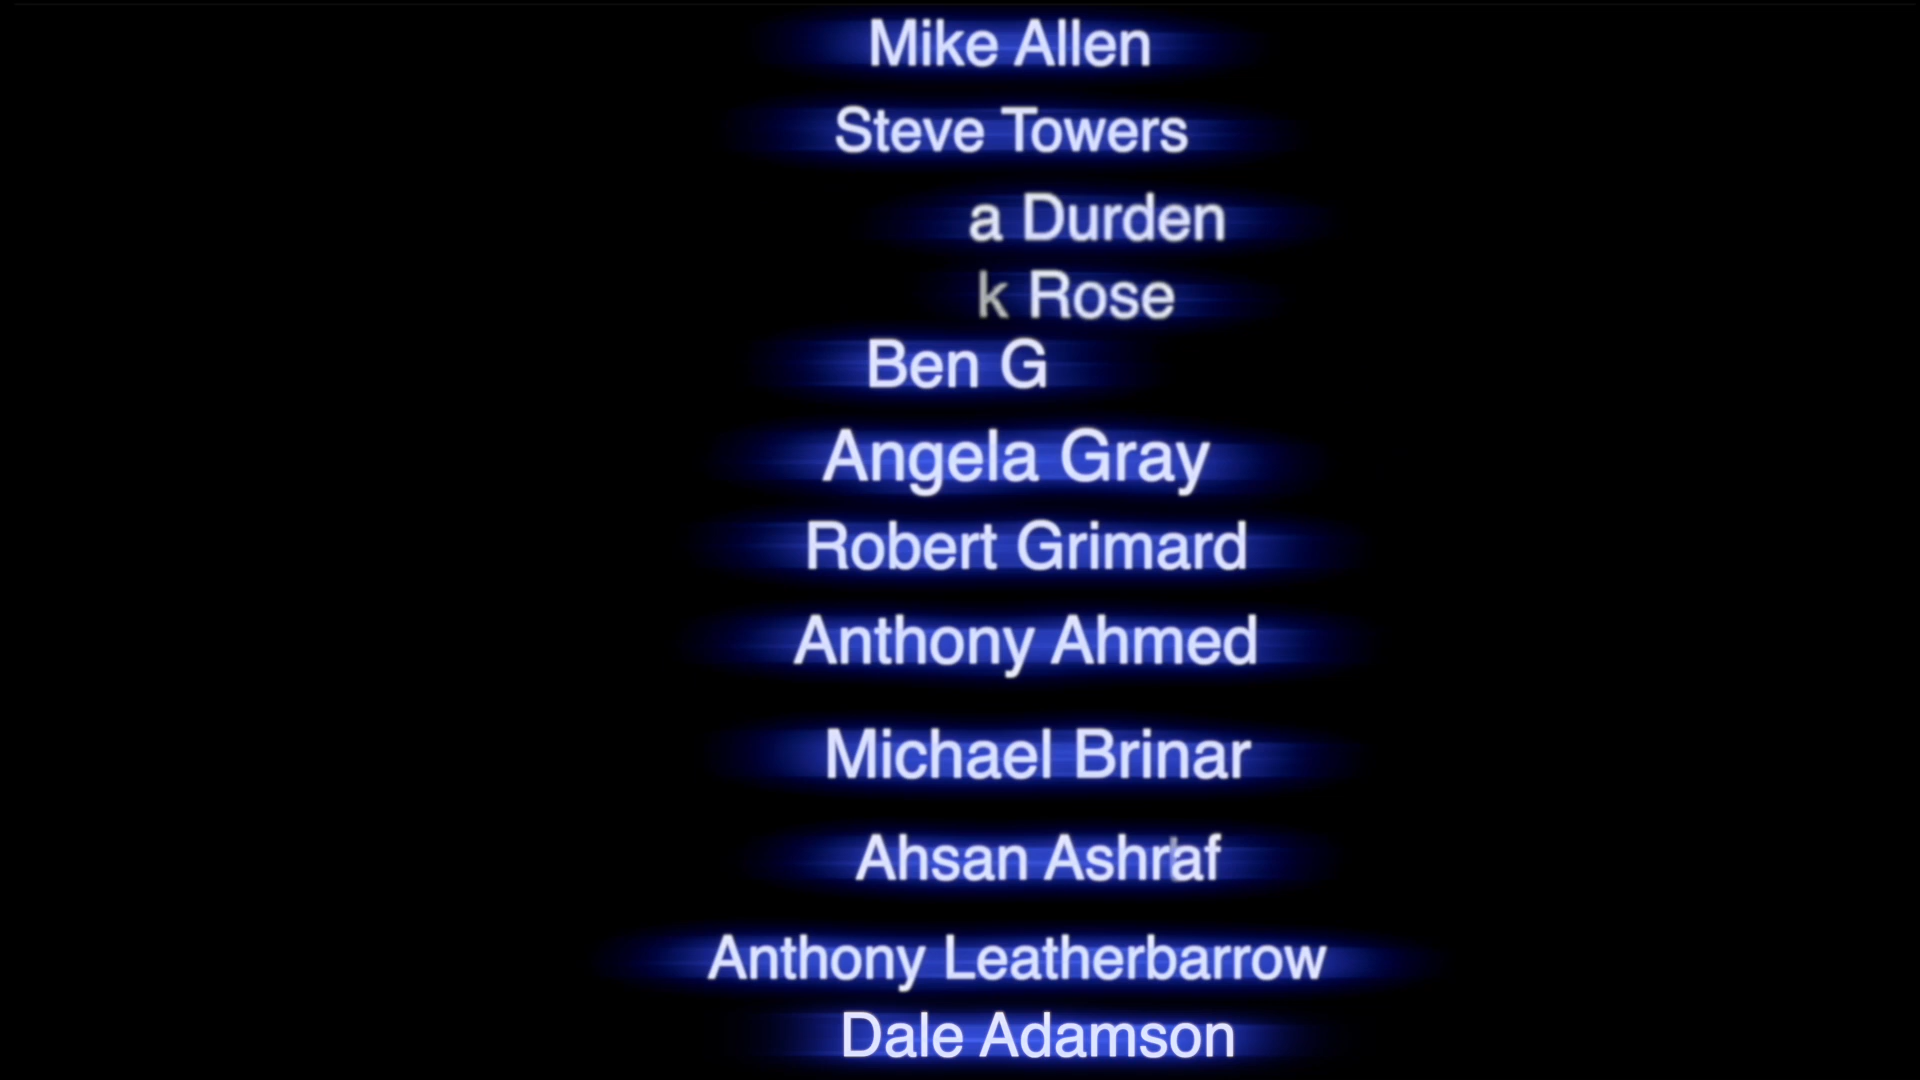 Mike Allen
Steve Towers
a Durden
k Rose
Ben G
Angela Gray
Robert Grimard
Anthony Ahmed
Michael Brinar
Ahsan Ashraf
Anthony Leatherbarrow
Dale Adamson